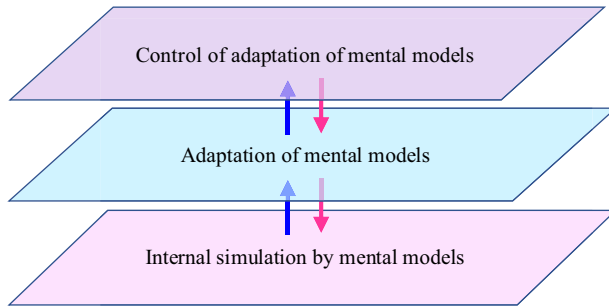 Control of adaptation of mental models
Adaptation of mental models
Internal simulation by mental models